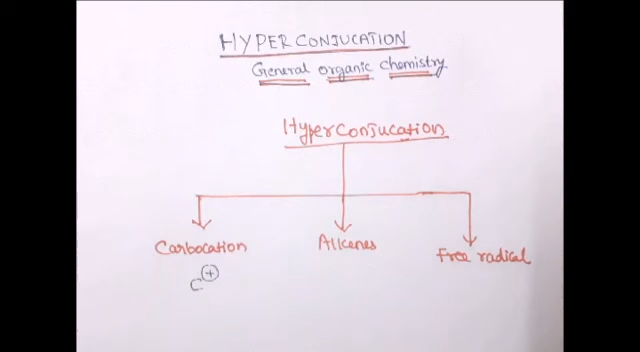 HYPERCONJUCATION
General organic chemistry
Hyperconjucation
Carbocation
Alkenes
Free radical
C⊕